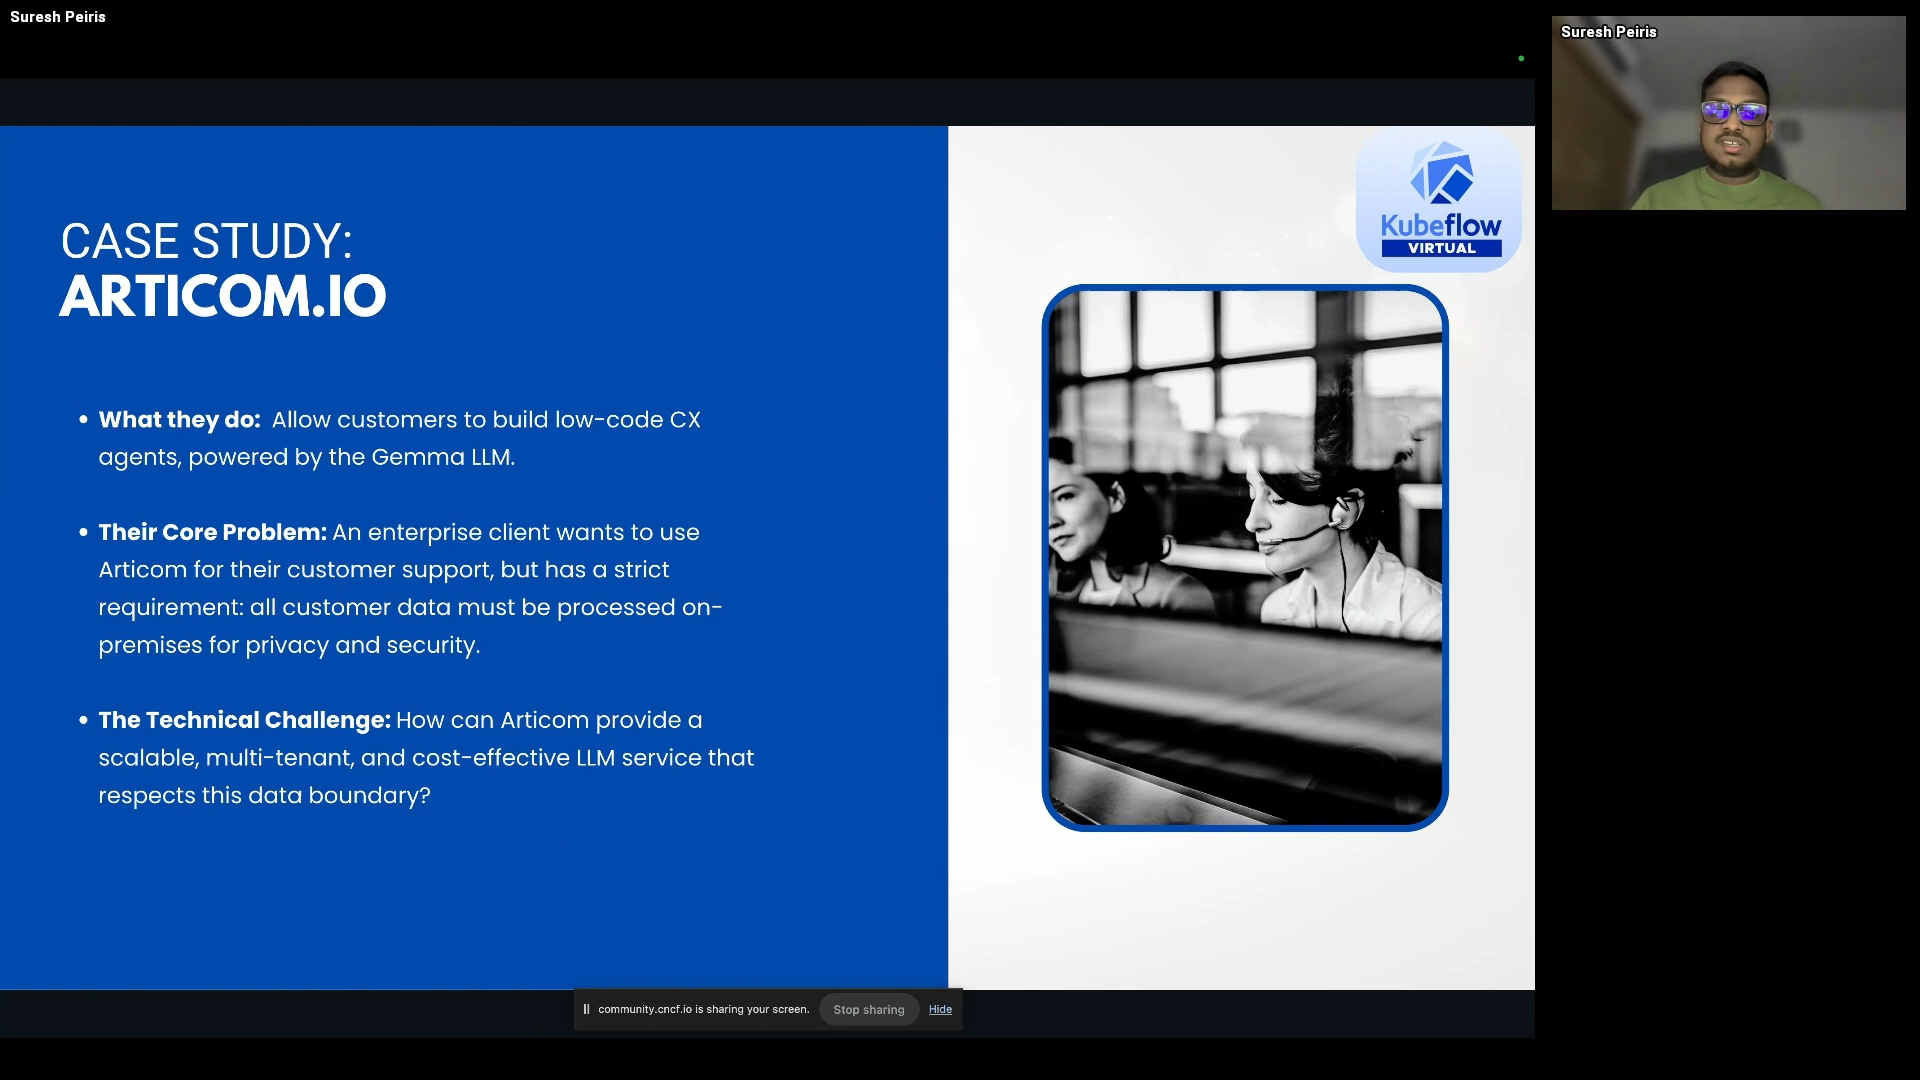 Suresh Peiris
Suresh Peiris
Kubeflow
VIRTUAL
CASE STUDY:
ARTICOM.IO
• What they do: Allow customers to build low-code CX
agents, powered by the Gemma LLM.
• Their Core Problem: An enterprise client wants to use
Articom for their customer support, but has a strict
requirement: all customer data must be processed on-
premises for privacy and security.
• The Technical Challenge: How can Articom provide a
scalable, multi-tenant, and cost-effective LLM service that
respects this data boundary?
community.cncf.io is sharing your screen. Stop sharing Hide